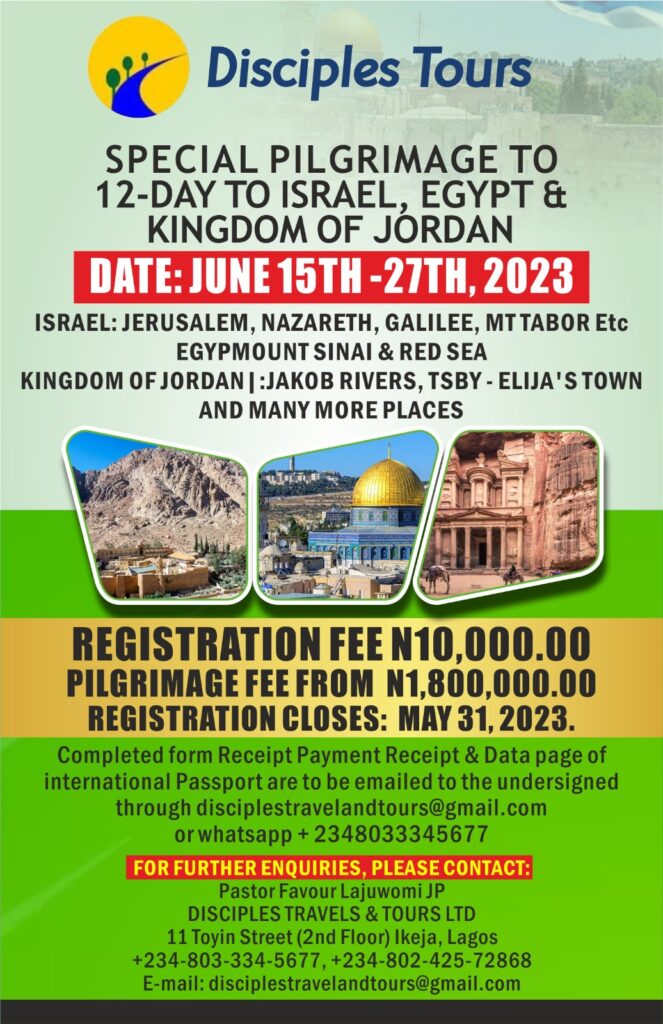 Disciples Tours
SPECIAL PILGRIMAGE TO
12-DAY TO ISRAEL, EGYPT &
KINGDOM OF JORDAN
DATE: JUNE 15TH -27TH, 2023
ISRAEL: JERUSALEM, NAZARETH, GALILEE, MT TABOR Etc
EGYPMOUNT SINAI & RED SEA
KINGDOM OF JORDAN|:JAKOB RIVERS, TSBY - ELIJA'S TOWN
AND MANY MORE PLACES
REGISTRATION FEE N10,000.00
PILGRIMAGE FEE FROM N1,800,000.00
REGISTRATION CLOSES: MAY 31, 2023.
Completed form Receipt Payment Receipt & Data page of
international Passport are to be emailed to the undersigned
through disciplestravelandtours@gmail.com
or whatsapp + 2348033345677
FOR FURTHER ENQUIRIES, PLEASE CONTACT:
Pastor Favour Lajuwomi JP
DISCIPLES TRAVELS & TOURS LTD
11 Toyin Street (2nd Floor) Ikeja, Lagos
+234-803-334-5677, +234-802-425-72868
E-mail: disciplestravelandtours@gmail.com